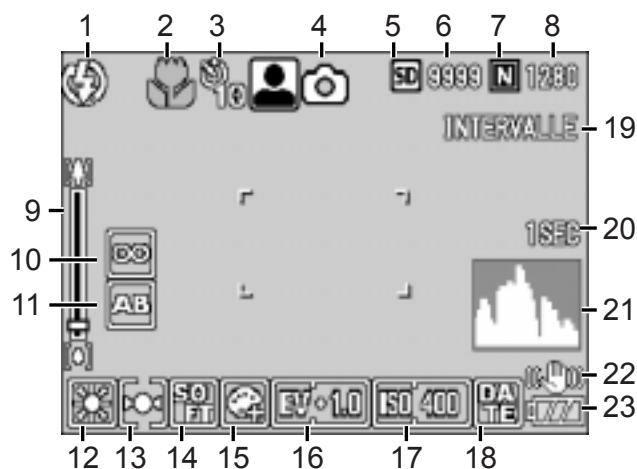 1 2 3 4 5 6 7 8
10 SD 9999 N 1280
INTERVALLE 19
9
1SEC 20
10
11 AB
21
22
SO
FT EV +1.0 ISO 400 DA
TE 23
12 13 14 15 16 17 18